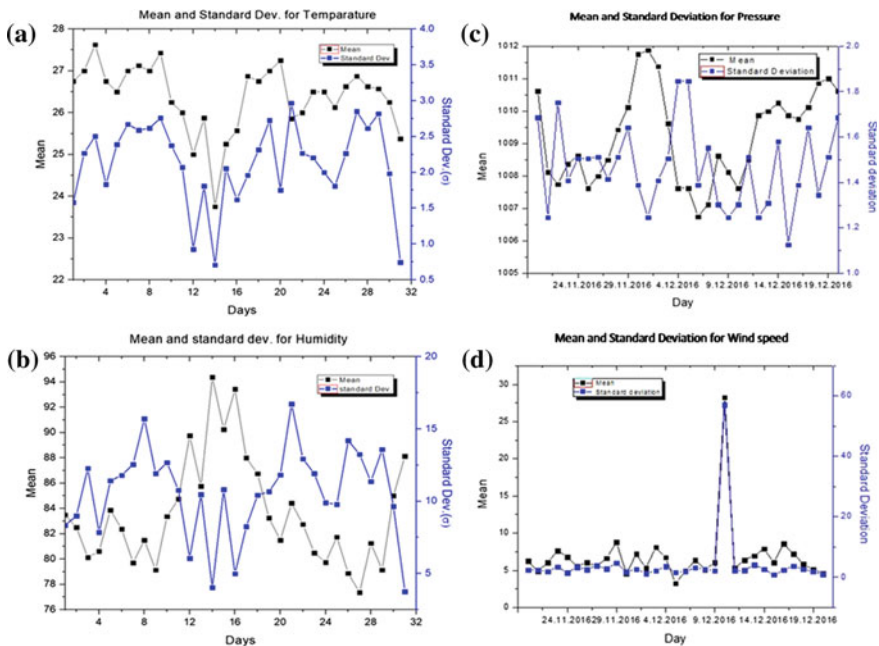 (a)
Mean and Standard Dev. for Temparature
Mean
Standard Dev
28
27
26
25
24
23
22
Mean
4.0
3.5
3.0
2.5
2.0
1.5
1.0
0.5
Standard Dev.(σ)
4 8 12 16 20 24 28 32
Days
(c)
Mean and Standard Deviation for Pressure
Mean
Standard Deviation
1012
1011
1010
1009
1008
1007
1006
1005
Mean
2.0
1.8
1.6
1.4
1.2
1.0
Standard deviation
24.11.2016 29.11.2016 4.12.2016 9.12.2016 14.12.2016 19.12.2016
Day
(b)
Mean and standard dev. for Humidity
Mean
standard Dev
96
94
92
90
88
86
84
82
80
78
76
Mean
20
15
10
5
Standard Dev.(σ)
0 4 8 12 16 20 24 28 32
Days
(d)
Mean and Standard Deviation for Wind speed
Mean
Standard deviation
30
25
20
15
10
5
0
Mean
60
40
20
0
Standard Deviation
24.11.2016 29.11.2016 4.12.2016 9.12.2016 14.12.2016 19.12.2016
Day